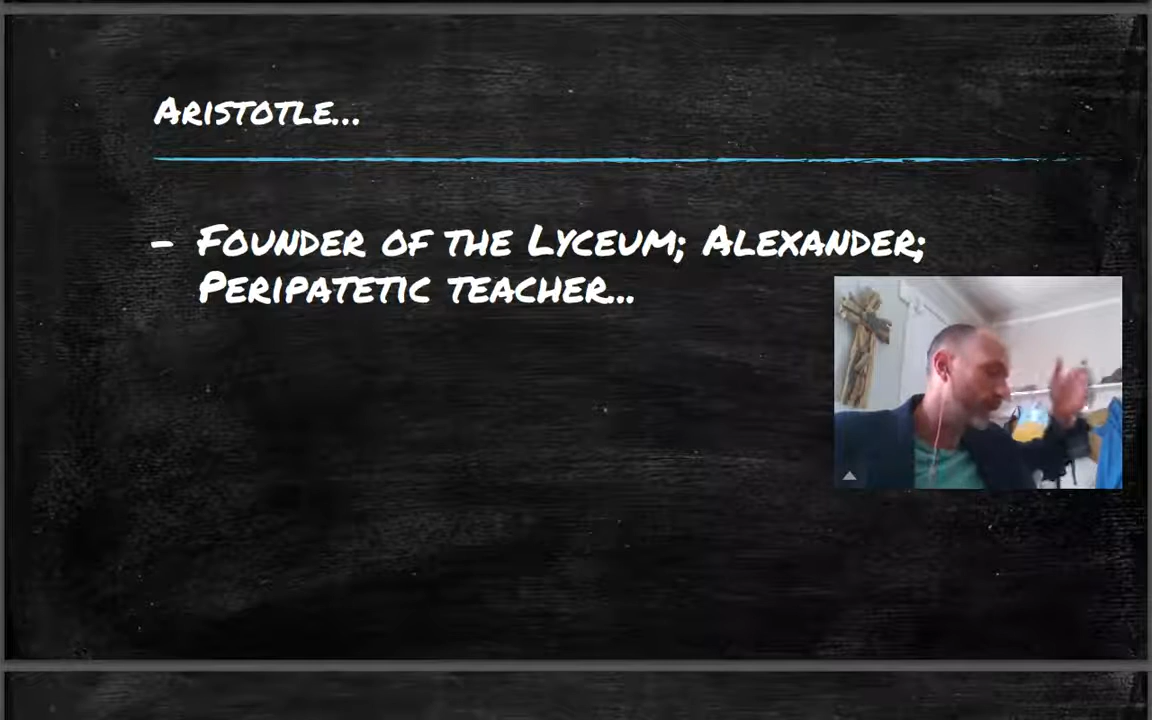 Aristotle...
- Founder of the Lyceum; Alexander;
Peripatetic teacher...